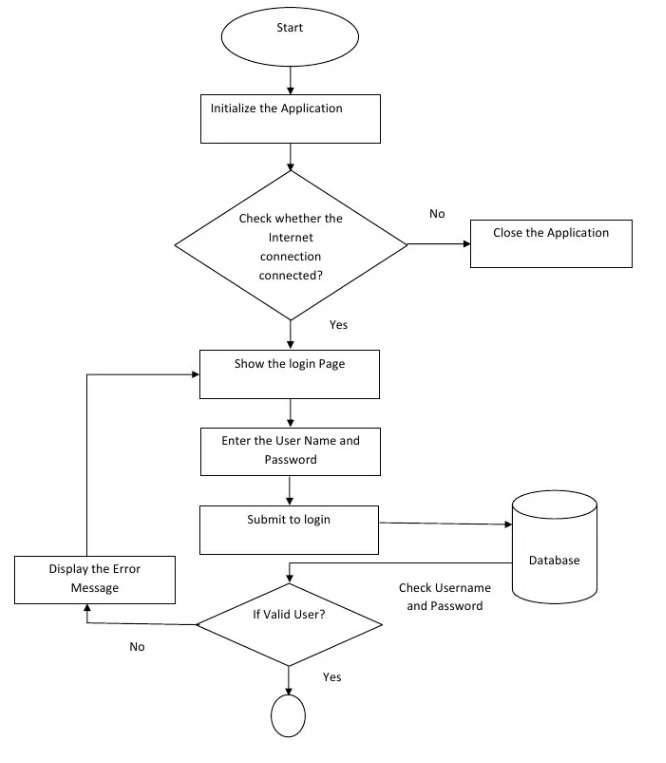 Start
Initialize the Application
Check whether the
Internet
connection
connected?
No
Close the Application
Yes
Show the login Page
Enter the User Name and
Password
Submit to login
Database
Display the Error
Message
Check Username
and Password
If Valid User?
No
Yes